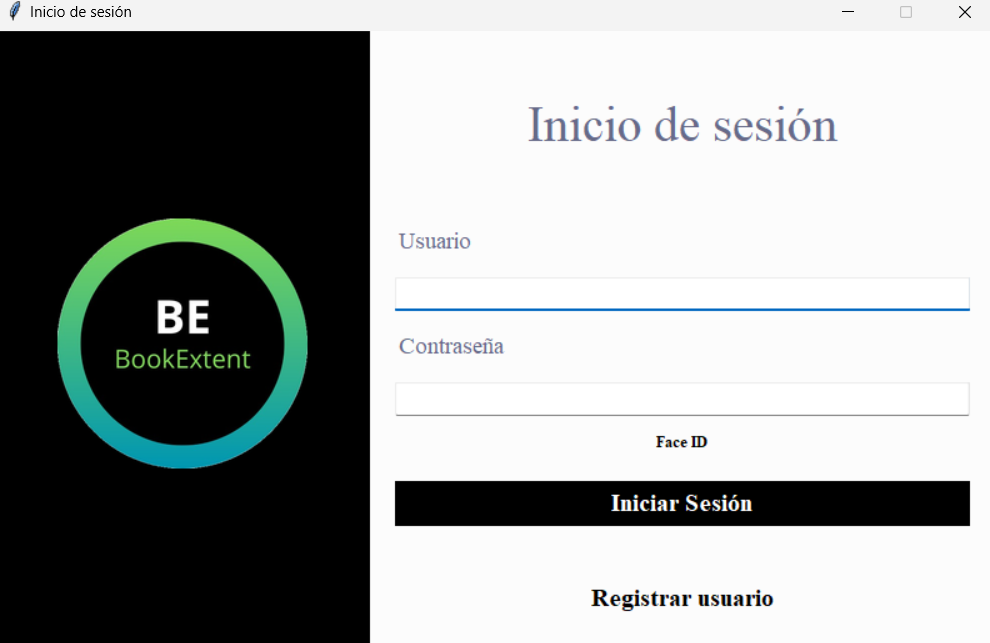 Inicio de sesión
BE
BookExtent
Inicio de sesión
Usuario
Contraseña
Face ID
Iniciar Sesión
Registrar usuario